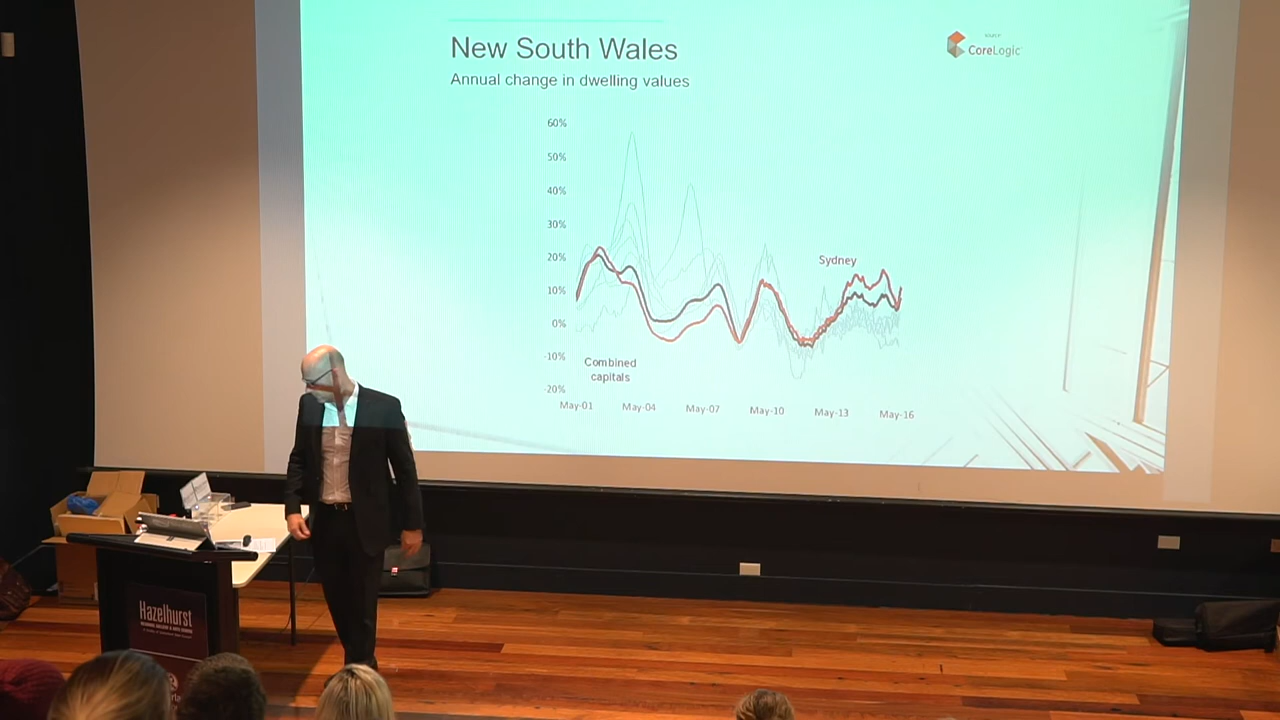 New South Wales
CoreLogic
Annual change in dwelling values
60%
50%
40%
30%
20%
10%
0%
-10%
-20%
Sydney
Combined
capitals
May-01
May-04
May-07
May-10
May-13
May-16
Hazelhurst